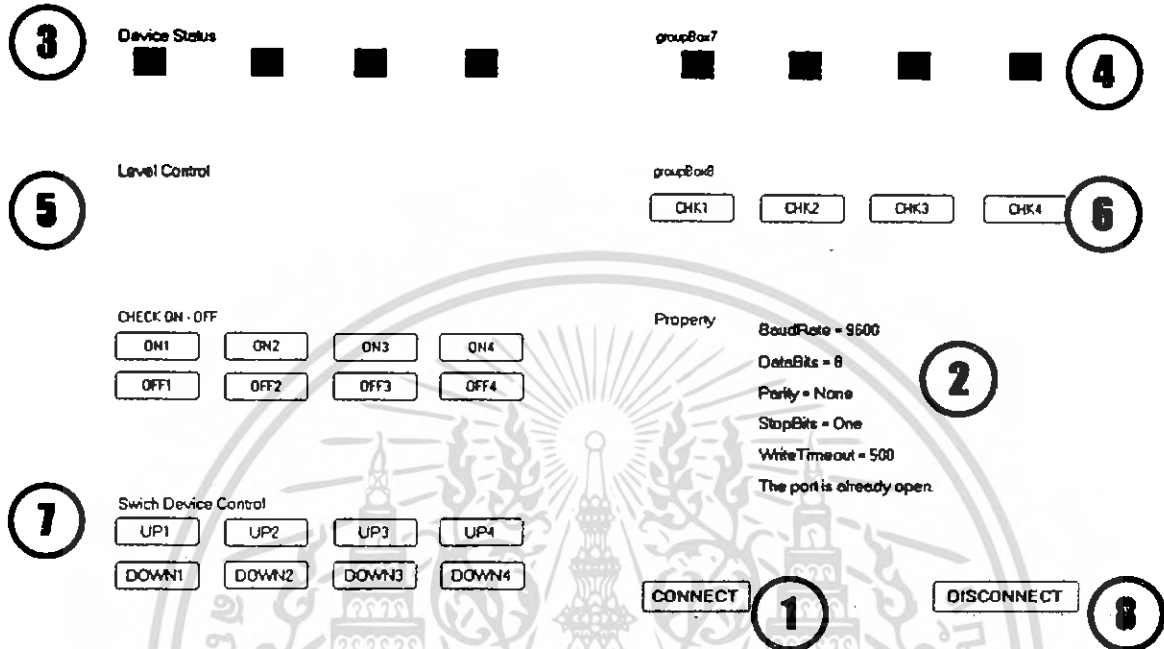 3 Device Status groupBox7 4
5 Level Control groupBox8
CHK1 CHK2 CHK3 CHK4 6
CHECK ON - OFF Property
ON1 ON2 ON3 ON4
OFF1 OFF2 OFF3 OFF4
BaudRate = 9600
DataBits = 8
Parity = None
StopBits = One
WriteTimeout = 500
The port is already open.
2
7 Swich Device Control
UP1 UP2 UP3 UP4
DOWN1 DOWN2 DOWN3 DOWN4
CONNECT 1 DISCONNECT 8